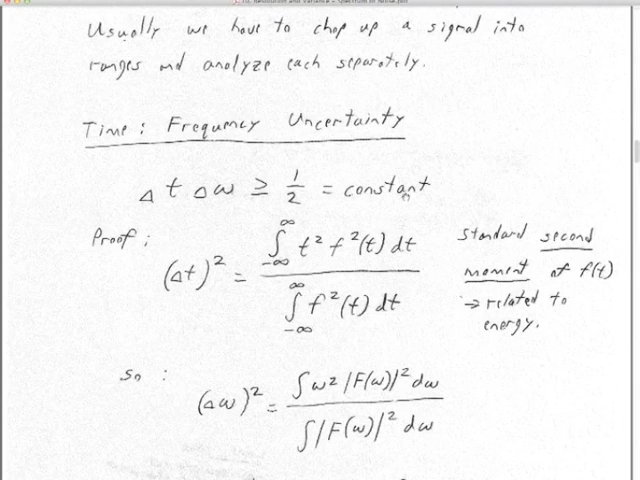 Usually we have to chop up a signal into
ranges and analyze each separately.
Time : Frequency Uncertainty
Δ t Δ ω ≥ 1/2 = constant
Proof ;
(Δt)² = ∫_{-∞}^{∞} t² f²(t) dt / ∫_{-∞}^{∞} f²(t) dt
standard second
moment of f(t)
→ related to
energy.
so :
(Δω)² = ∫ω² |F(ω)|² dω / ∫|F(ω)|² dω